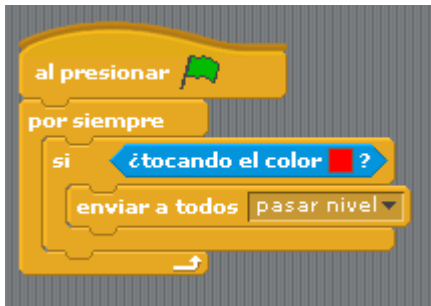 al presionar
por siempre
si ¿tocando el color ?
enviar a todos pasar nivel